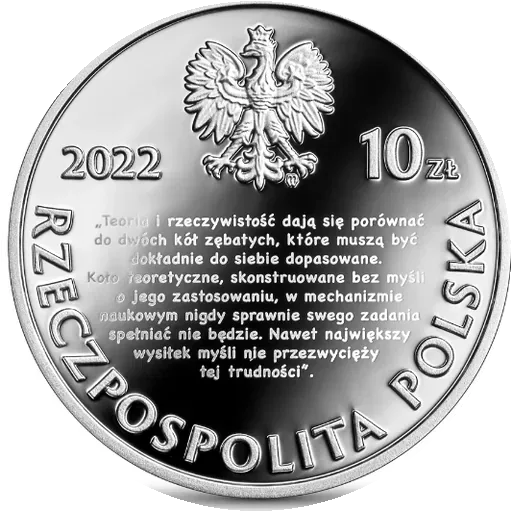 2022
10 ZŁ
„Teoria i rzeczywistość dają się porównać
do dwóch kół zębatych, które muszą być
dokładnie do siebie dopasowane.
Koło teoretyczne, skonstruowane bez myśli
o jego zastosowaniu, w mechanizmie
naukowym nigdy sprawnie swego zadania
spełniać nie będzie. Nawet największy
wysiłek myśli nie przezwycięży
tej trudności”.
RZECZPOSPOLITA POLSKA